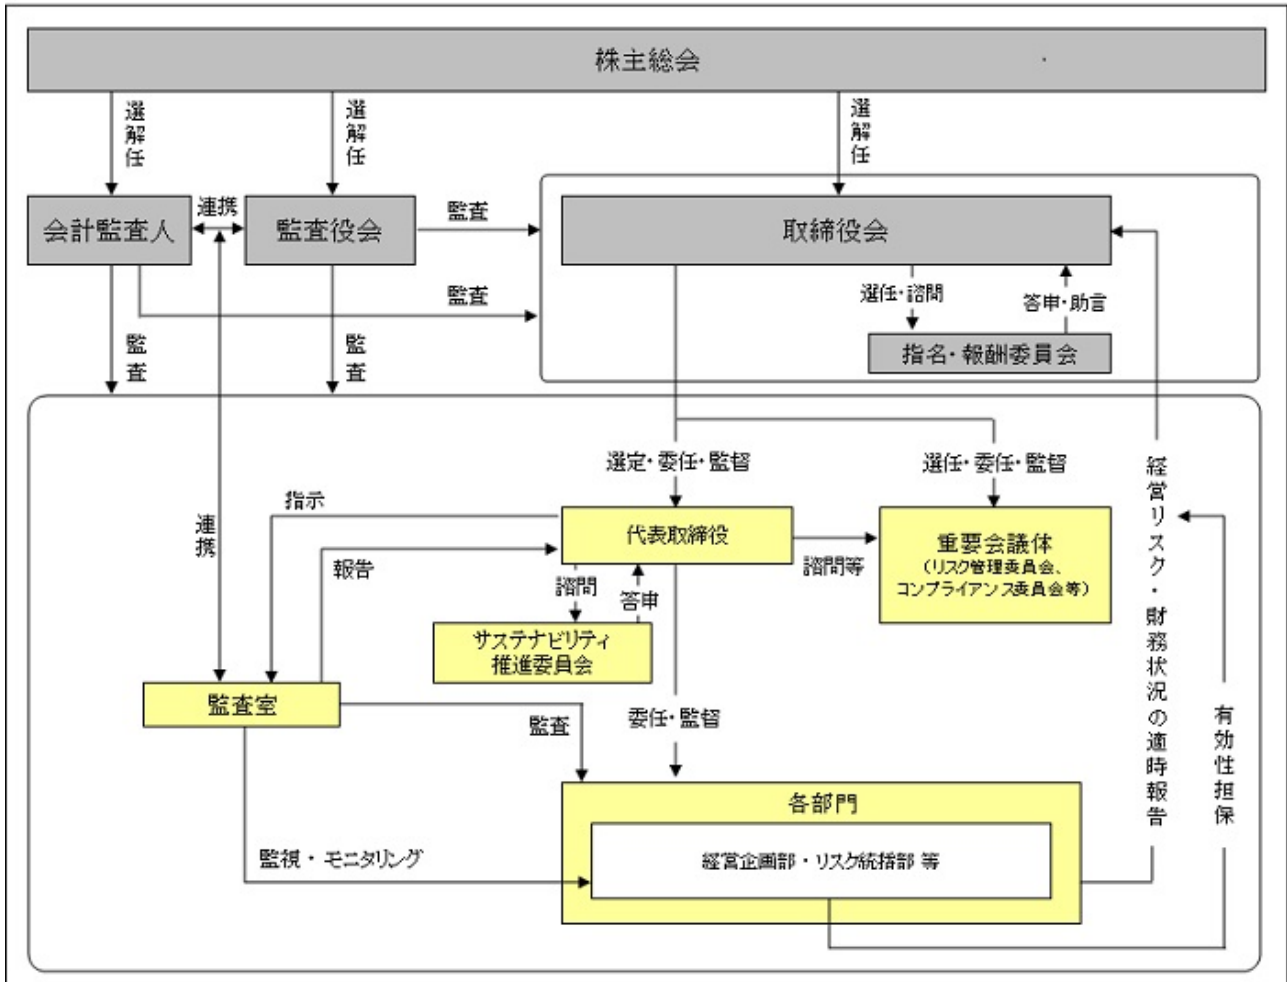 株主総会
選解任
選解任
選解任
会計監査人
連携
監査役会
監査
取締役会
監査
選任・諮問
答申・助言
指名・報酬委員会
監査
監査
選定・委任・監督
選任・委任・監督
指示
連携
報告
代表取締役
諮問等
重要会議体
(リスク管理委員会、
コンプライアンス委員会等)
諮問
答申
サステナビリティ
推進委員会
監査室
監査
委任・監督
経営リスク・財務状況の適時報告
有効性担保
各部門
経営企画部・リスク統括部 等
監視・モニタリング